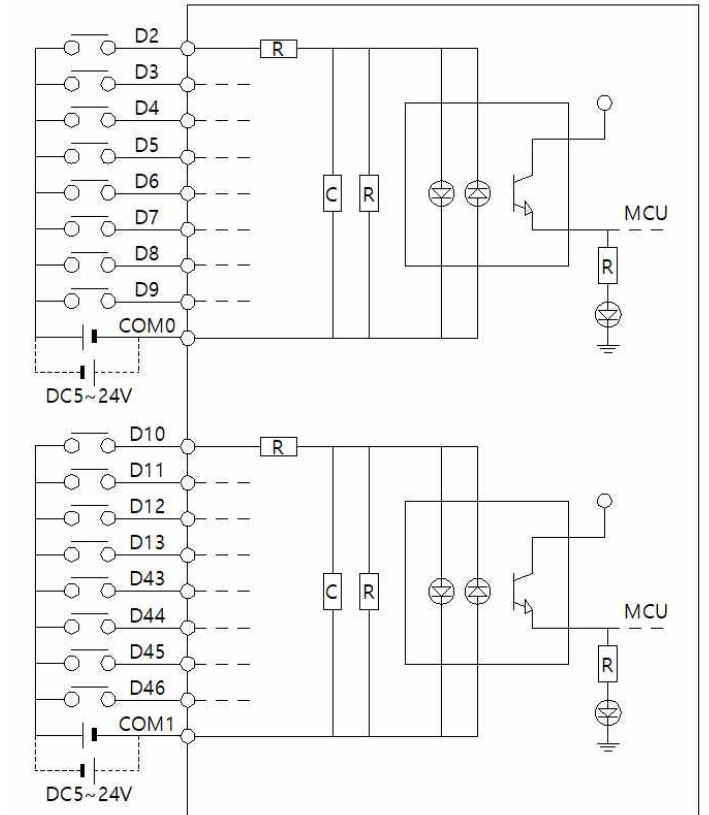 D2
R
D3
D4
D5
D6
C
R
D7
MCU
D8
R
D9
COM0
DC5~24V
D10
R
D11
D12
D13
D43
C
R
D44
MCU
D45
R
D46
COM1
DC5~24V